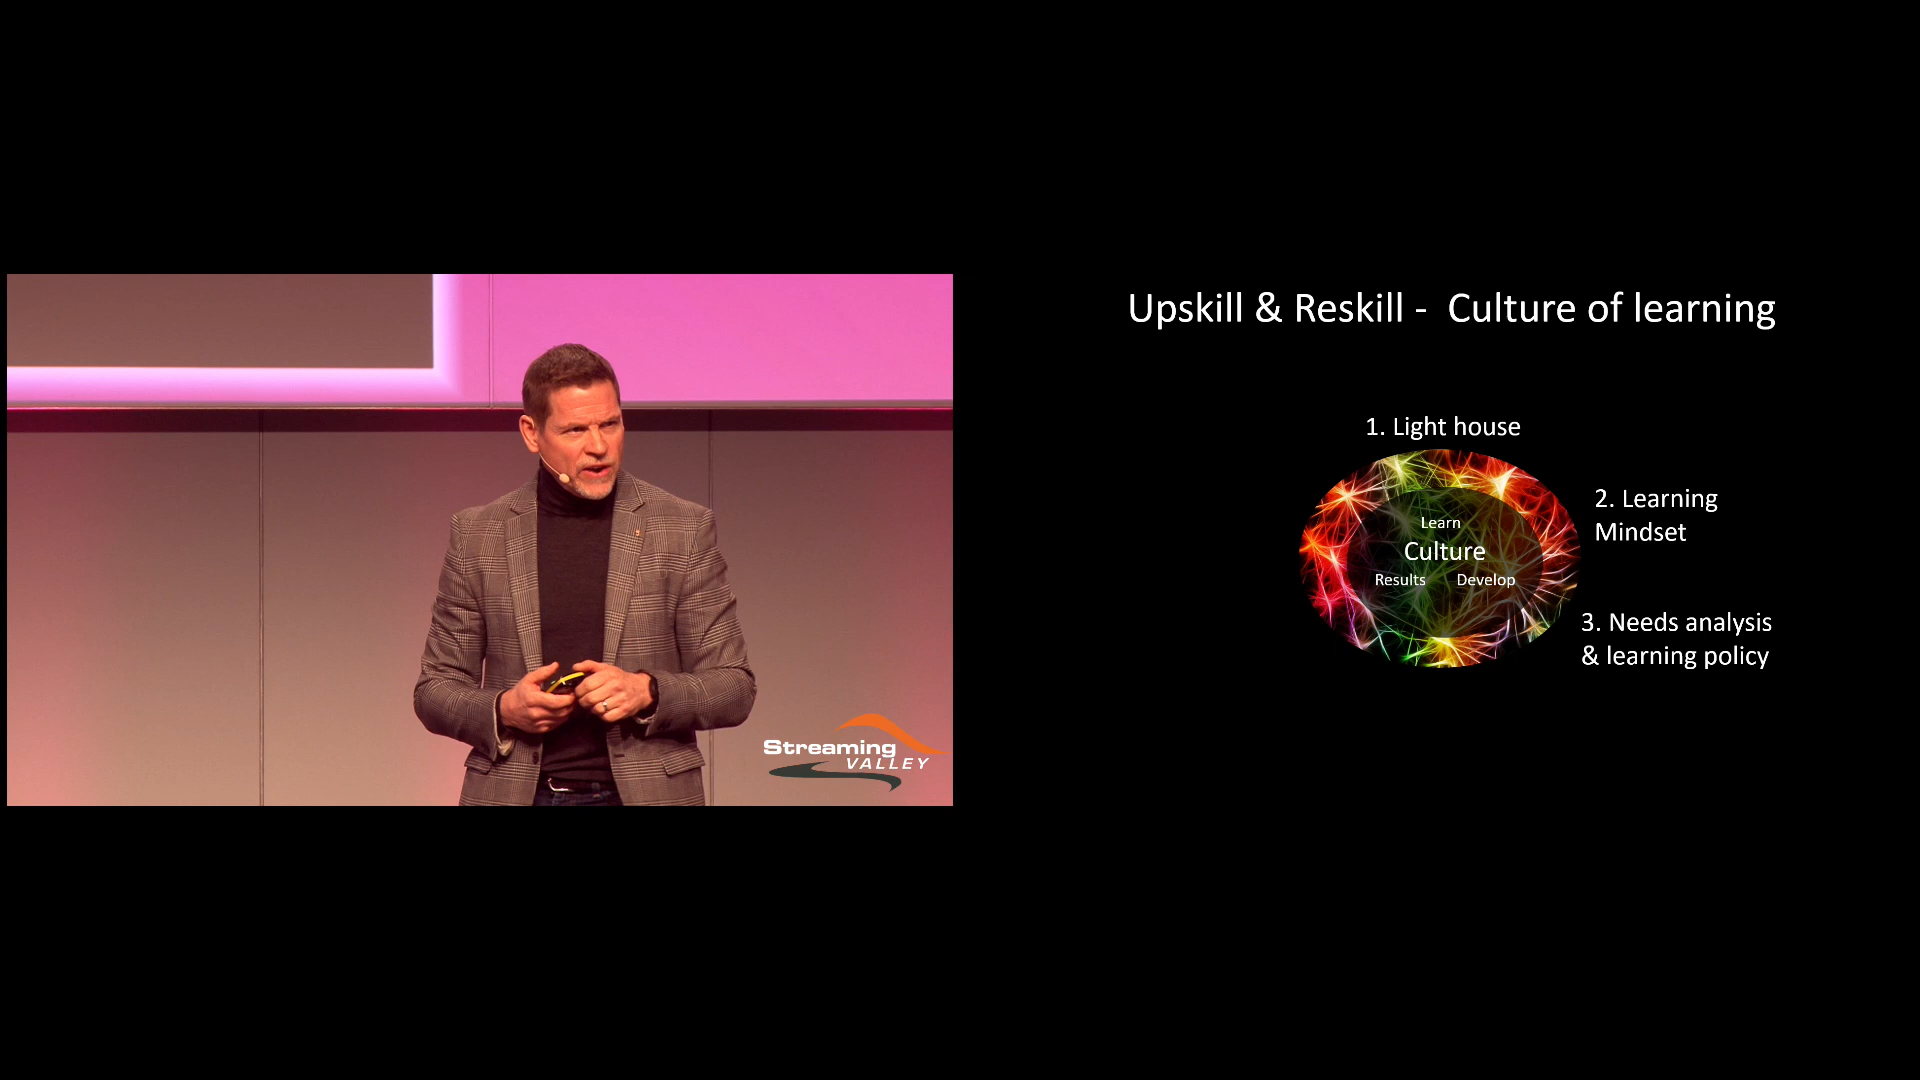 Upskill & Reskill - Culture of learning
1. Light house
2. Learning
Mindset
Learn
Culture
Results Develop
3. Needs analysis
& learning policy
Streaming
VALLEY